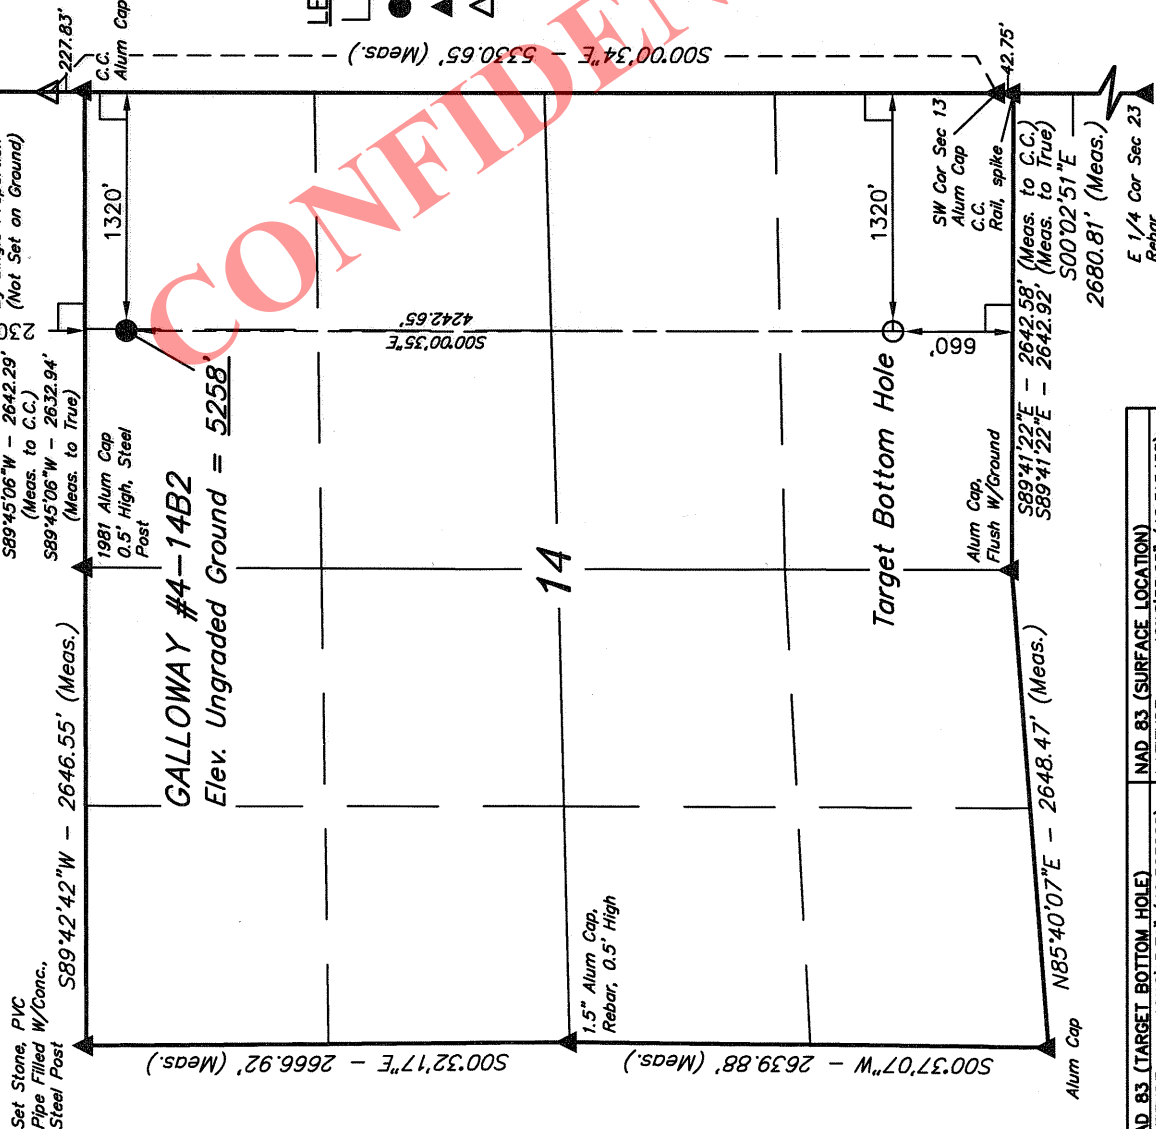 Set Stone, PVC
Pipe Filled W/Conc.,
Steel Post
S89°42'42"W - 2646.55' (Meas.)
S89°45'06"W - 2642.29'
(Meas. to C.C.)
S89°45'06"W - 2632.94'
(Meas. to True)
(Not Set on Ground)
230
227.83'
C.C.
Alum Cap
1981 Alum Cap
0.5' High, Steel
Post
1320'
GALLOWAY #4-14B2
Elev. Ungraded Ground = 5258'
CONFIDEN
LE
S00°00'34"E - 5330.65' (Meas.)
S00°00'35"E
4242.65'
14
S00°32'17"E - 2666.92' (Meas.)
1.5" Alum Cap,
Rebar, 0.5' High
S00°37'07"W - 2639.88' (Meas.)
Target Bottom Hole
1320'
660'
SW Cor Sec 13
Alum Cap
C.C.
Rail, spike
42.75'
Alum Cap,
Flush W/Ground
S89°41'22"E - 2642.58' (Meas. to C.C.)
S89°41'22"E - 2642.92' (Meas. to True)
S00°02'51"E
2680.81' (Meas.)
E 1/4 Cor Sec 23
Rebar
Alum Cap
N85°40'07"E - 2648.47' (Meas.)
AD 83 (TARGET BOTTOM HOLE)
NAD 83 (SURFACE LOCATION)